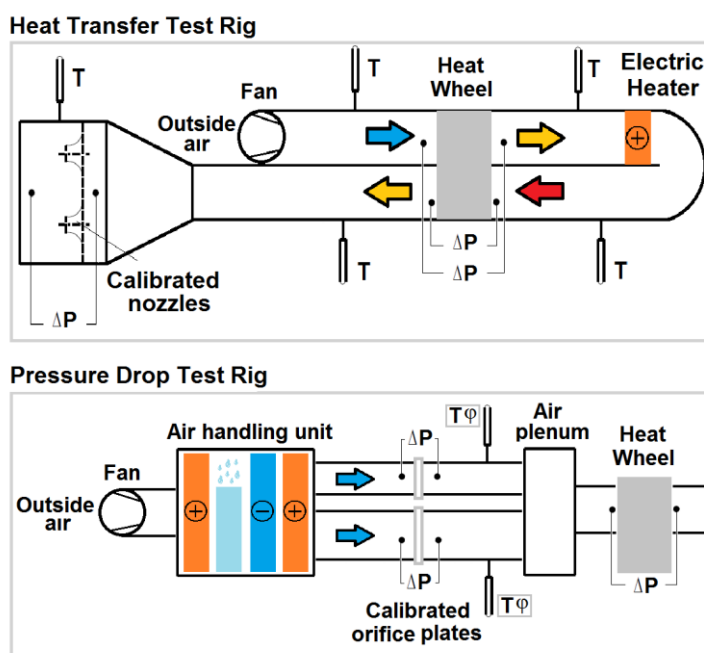 Heat Transfer Test Rig
T
T
Heat
Wheel
T
Electric
Heater
Fan
Outside
air
+
ΔP
ΔP
T
T
Calibrated
nozzles
ΔP
Pressure Drop Test Rig
Air handling unit
Fan
Outside
air
+
−
+
ΔP
Tφ
Air
plenum
Heat
Wheel
ΔP
Tφ
ΔP
Calibrated
orifice plates